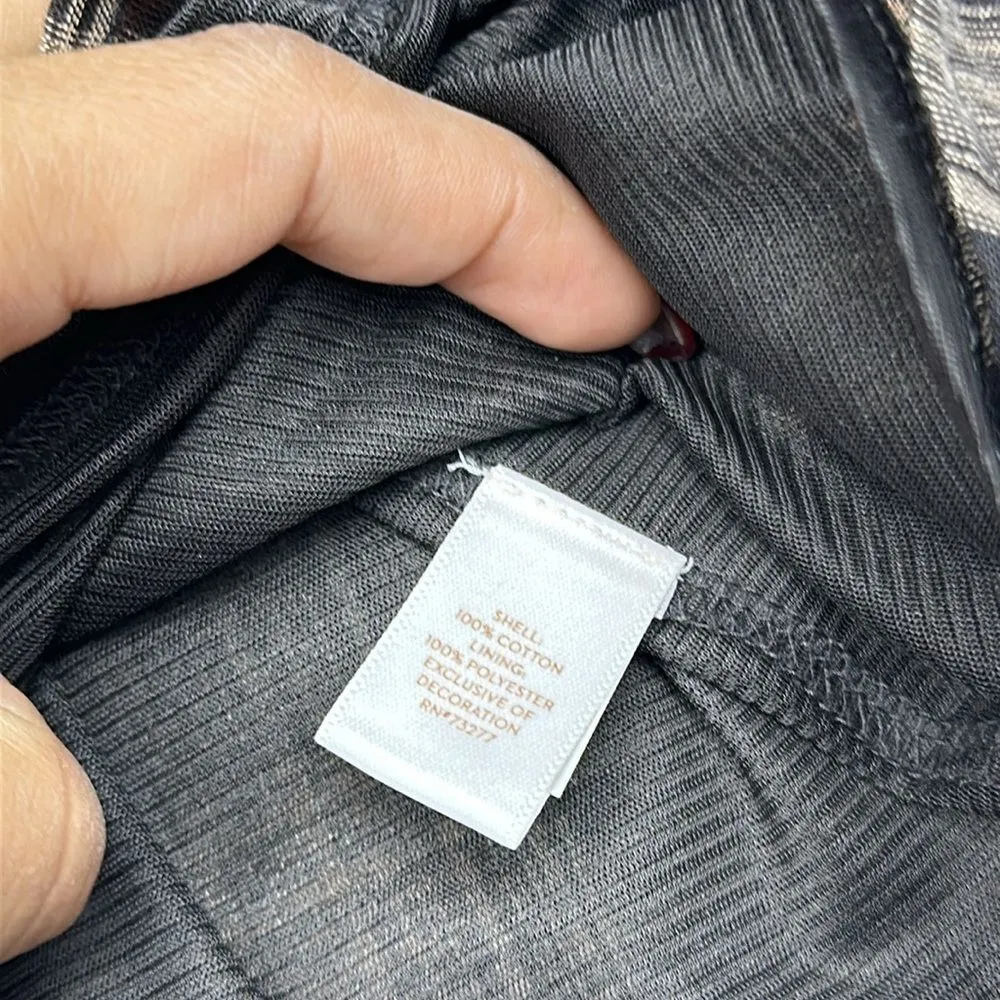 SHELL:
100% COTTON
LINING:
100% POLYESTER
EXCLUSIVE OF
DECORATION
RN#73277